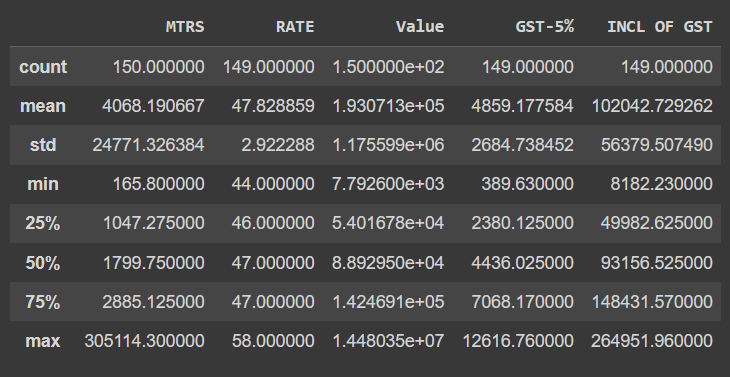 MTRS RATE Value GST-5% INCL OF GST
count 150.000000 149.000000 1.500000e+02 149.000000 149.000000
mean 4068.190667 47.828859 1.930713e+05 4859.177584 102042.729262
std 24771.326384 2.922288 1.175599e+06 2684.738452 56379.507490
min 165.800000 44.000000 7.792600e+03 389.630000 8182.230000
25% 1047.275000 46.000000 5.401678e+04 2380.125000 49982.625000
50% 1799.750000 47.000000 8.892950e+04 4436.025000 93156.525000
75% 2885.125000 47.000000 1.424691e+05 7068.170000 148431.570000
max 305114.300000 58.000000 1.448035e+07 12616.760000 264951.960000